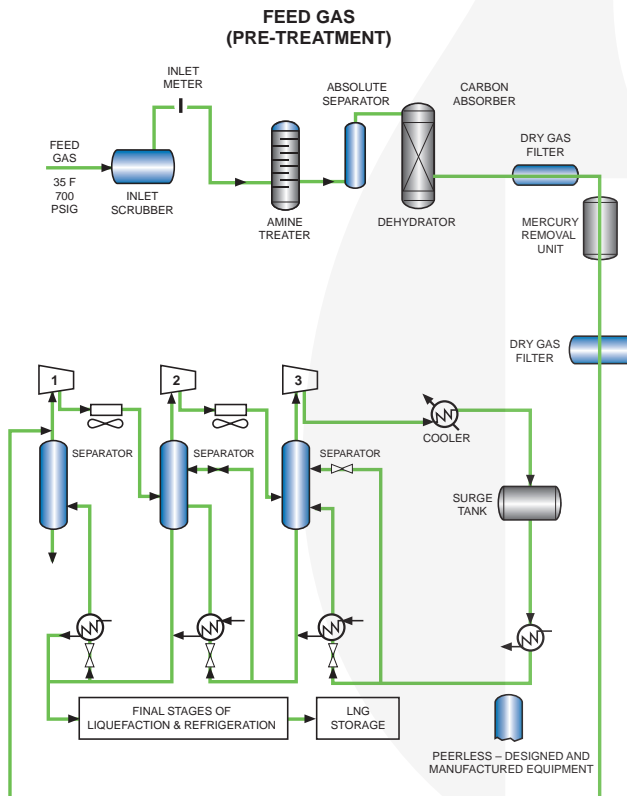 FEED GAS
(PRE-TREATMENT)
INLET
METER
ABSOLUTE
SEPARATOR
CARBON
ABSORBER
FEED
GAS
35 F
700
PSIG
INLET
SCRUBBER
AMINE
TREATER
DEHYDRATOR
DRY GAS
FILTER
MERCURY
REMOVAL
UNIT
DRY GAS
FILTER
1
2
3
SEPARATOR
SEPARATOR
SEPARATOR
COOLER
SURGE
TANK
FINAL STAGES OF
LIQUEFACTION & REFRIGERATION
LNG
STORAGE
PEERLESS – DESIGNED AND
MANUFACTURED EQUIPMENT